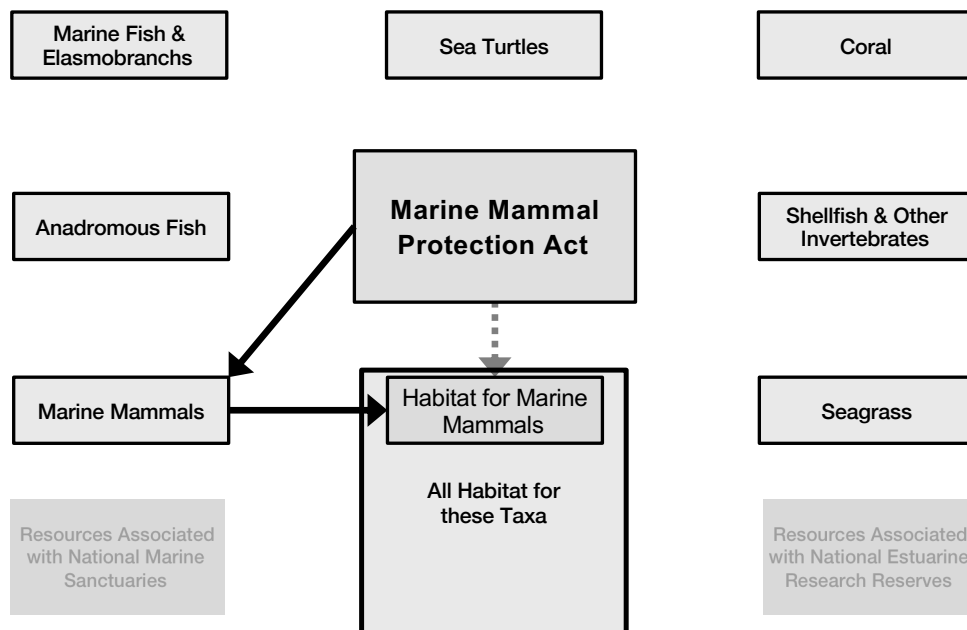 Marine Fish &
Elasmobranchs
Sea Turtles
Coral
Anadromous Fish
Marine Mammal
Protection Act
Shellfish & Other
Invertebrates
Marine Mammals
Habitat for Marine
Mammals
Seagrass
All Habitat for
these Taxa
Resources Associated
with National Marine
Sanctuaries
Resources Associated
with National Estuarine
Research Reserves